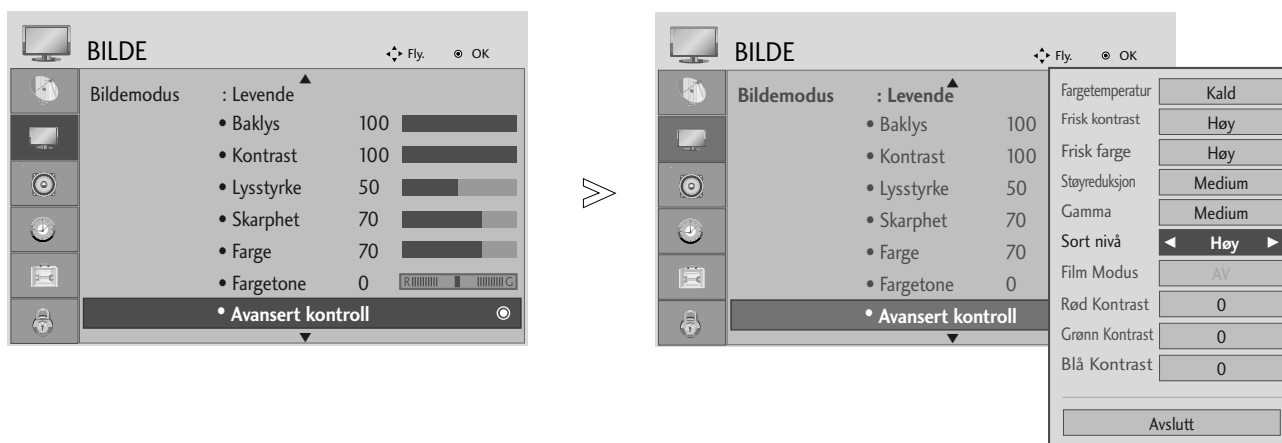 BILDE
Fly. OK
Bildemodus : Levende
• Baklys 100
• Kontrast 100
• Lysstyrke 50
• Skarphet 70
• Farge 70
• Fargetone 0 R G
• Avansert kontroll
BILDE
Fly. OK
Bildemodus : Levende
• Baklys 100
• Kontrast 100
• Lysstyrke 50
• Skarphet 70
• Farge 70
• Fargetone 0
• Avansert kontroll
Fargetemperatur Kald
Frisk kontrast Høy
Frisk farge Høy
Støyreduksjon Medium
Gamma Medium
Sort nivå ◄ Høy ►
Film Modus AV
Rød Kontrast 0
Grønn Kontrast 0
Blå Kontrast 0
Avslutt